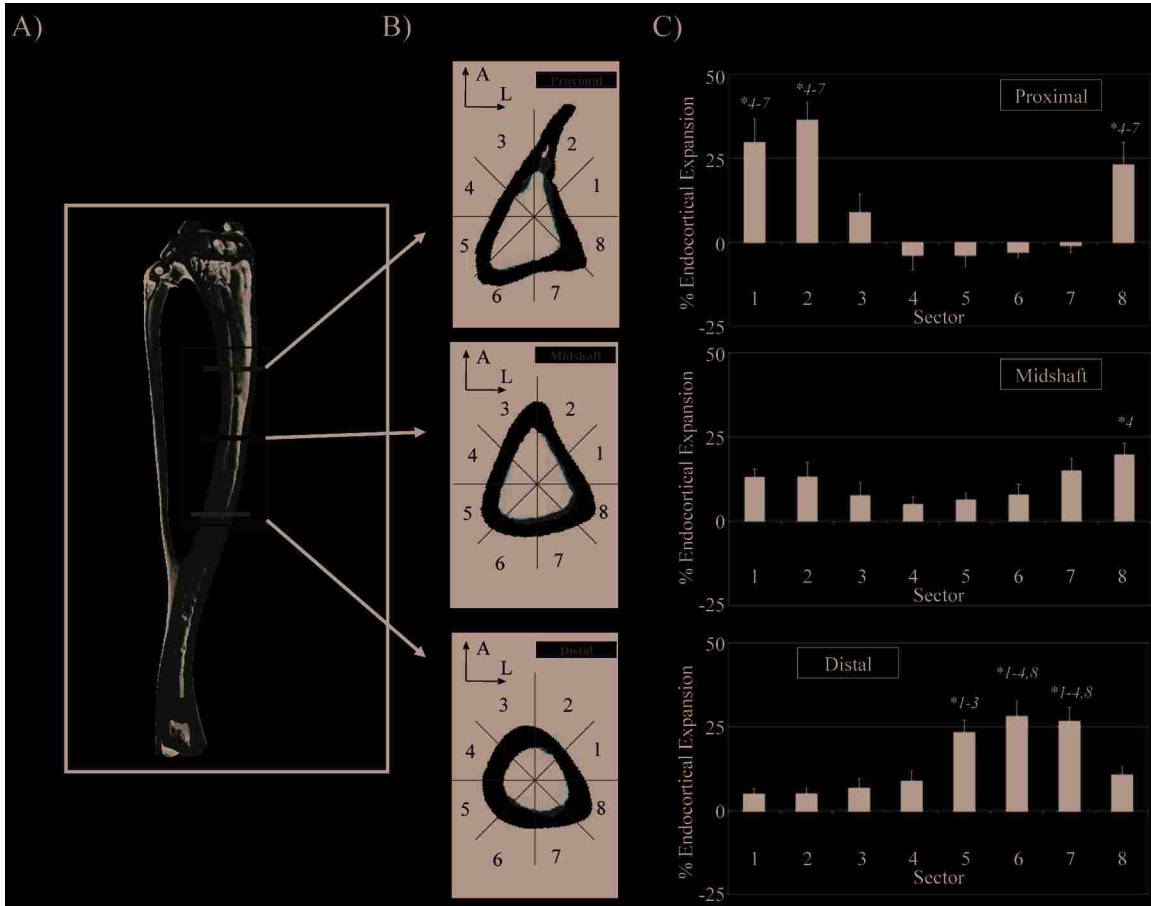 A)
B)
C)
A
L
Proximal
3
2
4
1
5
8
6
7
A
L
Midshaft
3
2
4
1
5
8
6
7
A
L
Distal
3
2
4
1
5
8
6
7
% Endocortical Expansion
50
25
0
-25
*4-7
*4-7
*4-7
Proximal
1 2 3 4 5 6 7 8
Sector
% Endocortical Expansion
50
25
0
-25
Midshaft
*4
1 2 3 4 5 6 7 8
Sector
% Endocortical Expansion
50
25
0
-25
Distal
*1-3
*1-4,8
*1-4,8
1 2 3 4 5 6 7 8
Sector